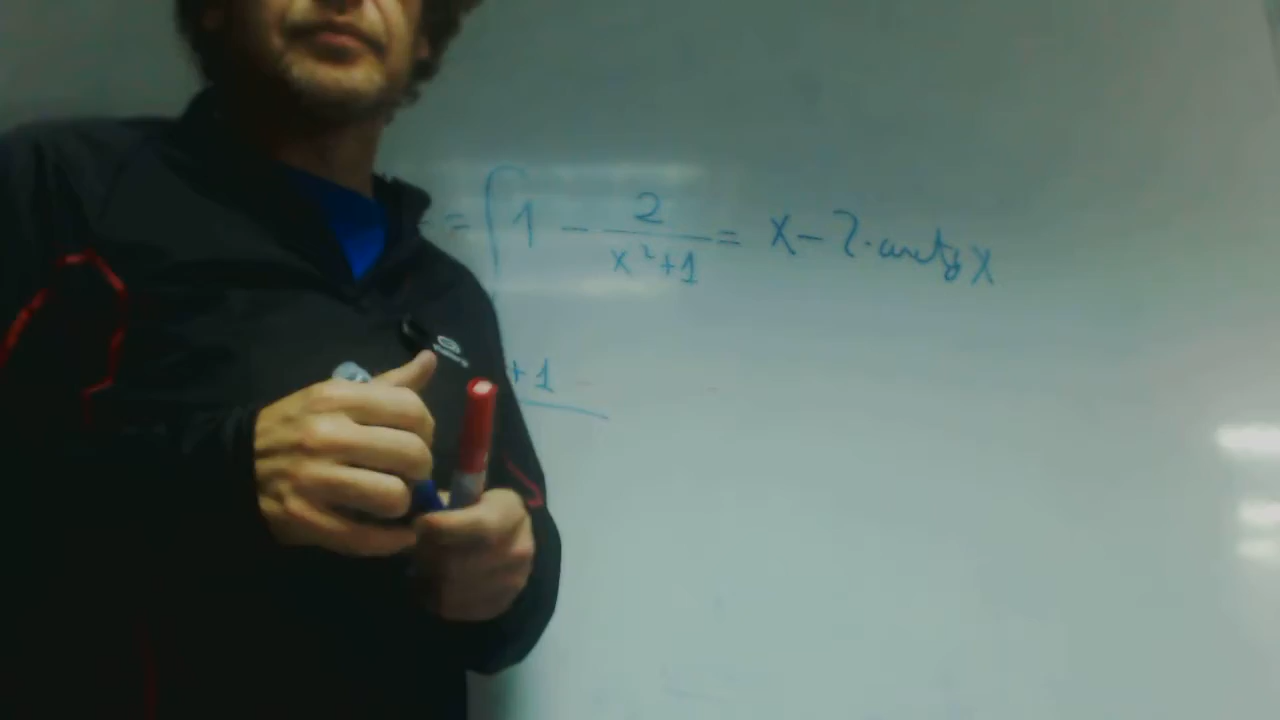 = ∫ 1 - 2/(x²+1) = x - 2·arctg x
+1